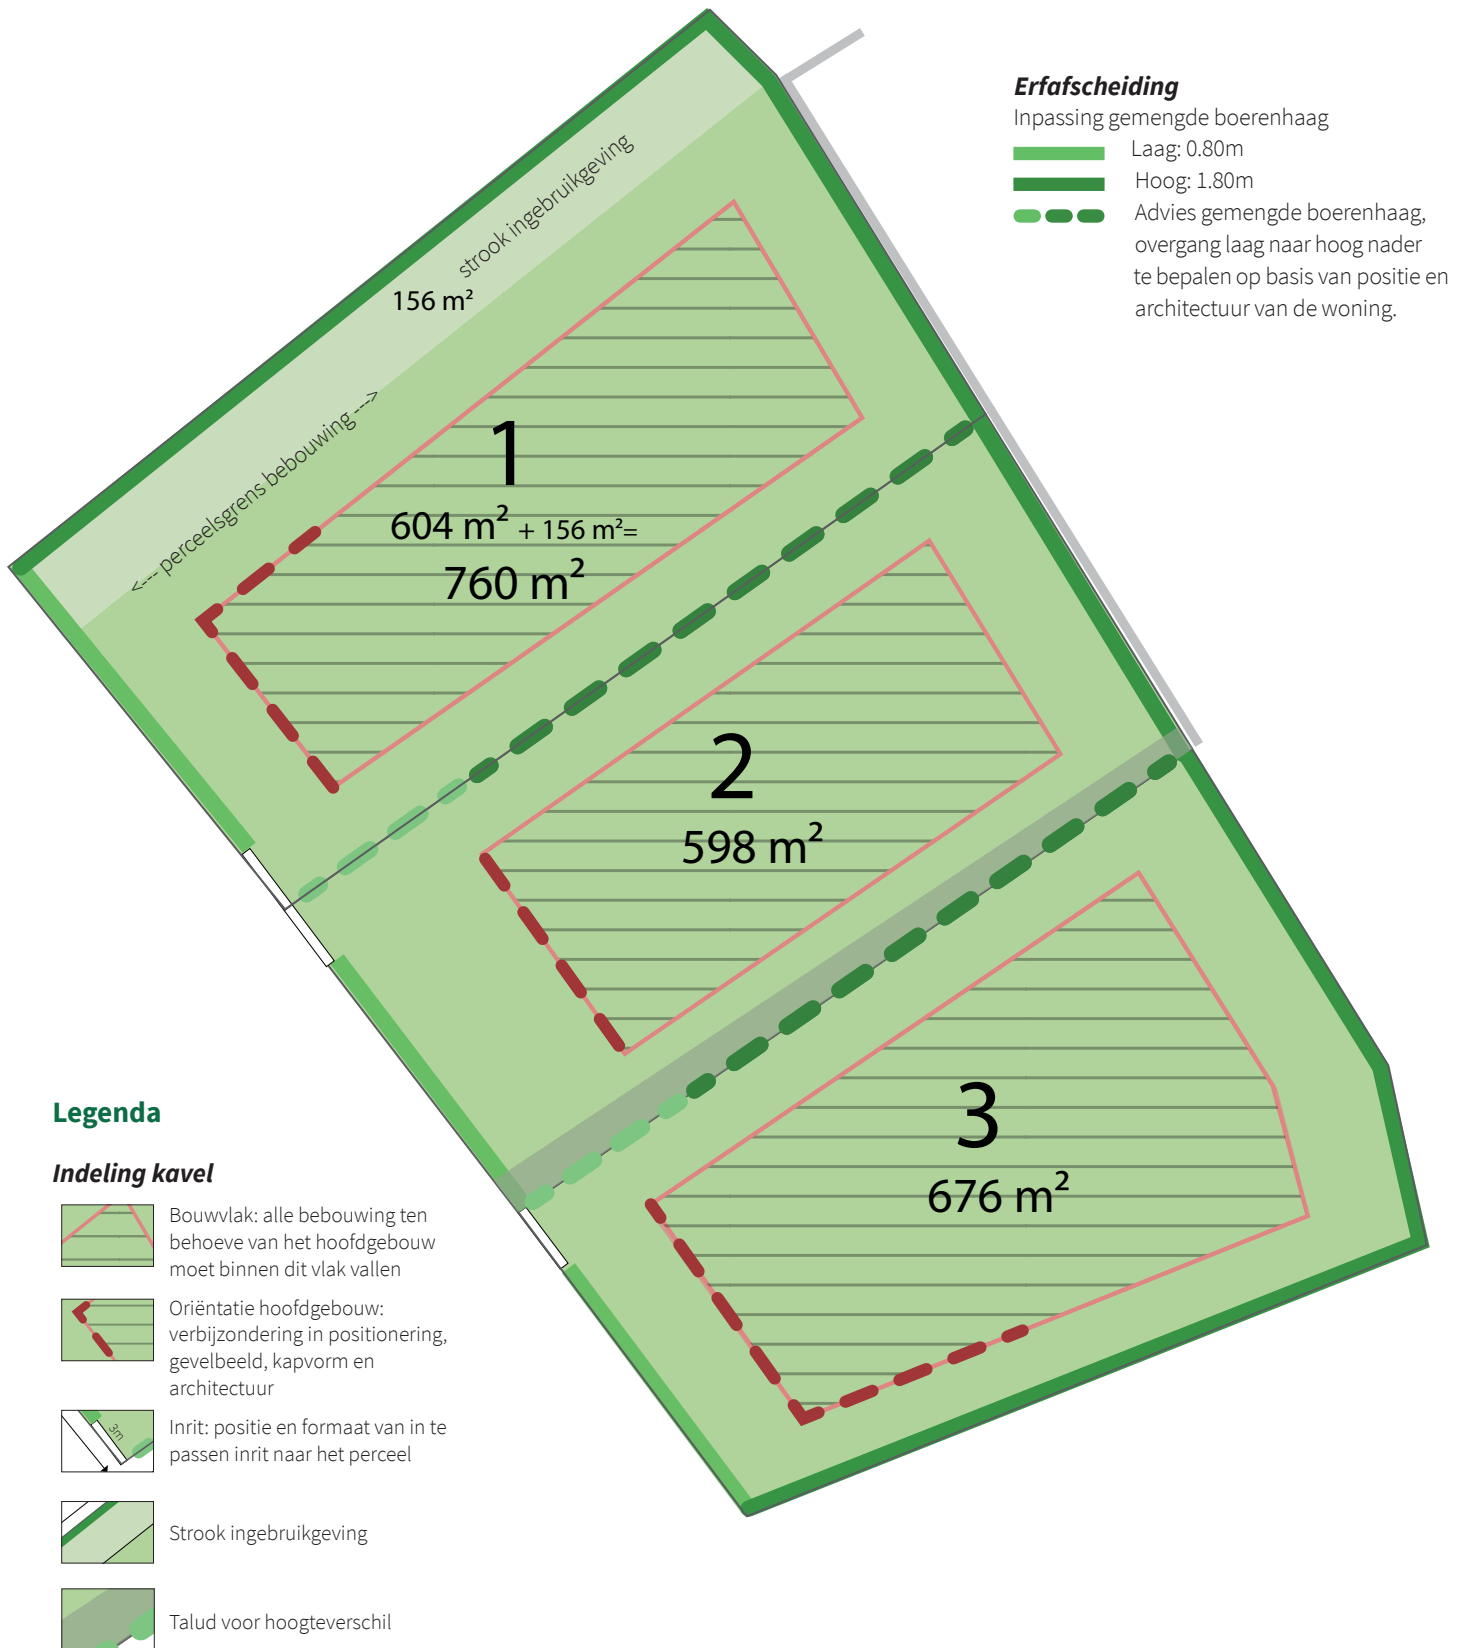 Erfafscheiding
Inpassing gemengde boerenhaag
Laag: 0.80m
Hoog: 1.80m
Advies gemengde boerenhaag,
overgang laag naar hoog nader
te bepalen op basis van positie en
architectuur van de woning.
strook ingebruikgeving
156 m²
<--- perceelsgrens bebouwing --->
1
604 m² + 156 m²=
760 m²
2
598 m²
3
676 m²
Legenda
Indeling kavel
Bouwvlak: alle bebouwing ten
behoeve van het hoofdgebouw
moet binnen dit vlak vallen
Oriëntatie hoofdgebouw:
verbijzondering in positionering,
gevelbeeld, kapvorm en
architectuur
3m
Inrit: positie en formaat van in te
passen inrit naar het perceel
Strook ingebruikgeving
Talud voor hoogteverschil